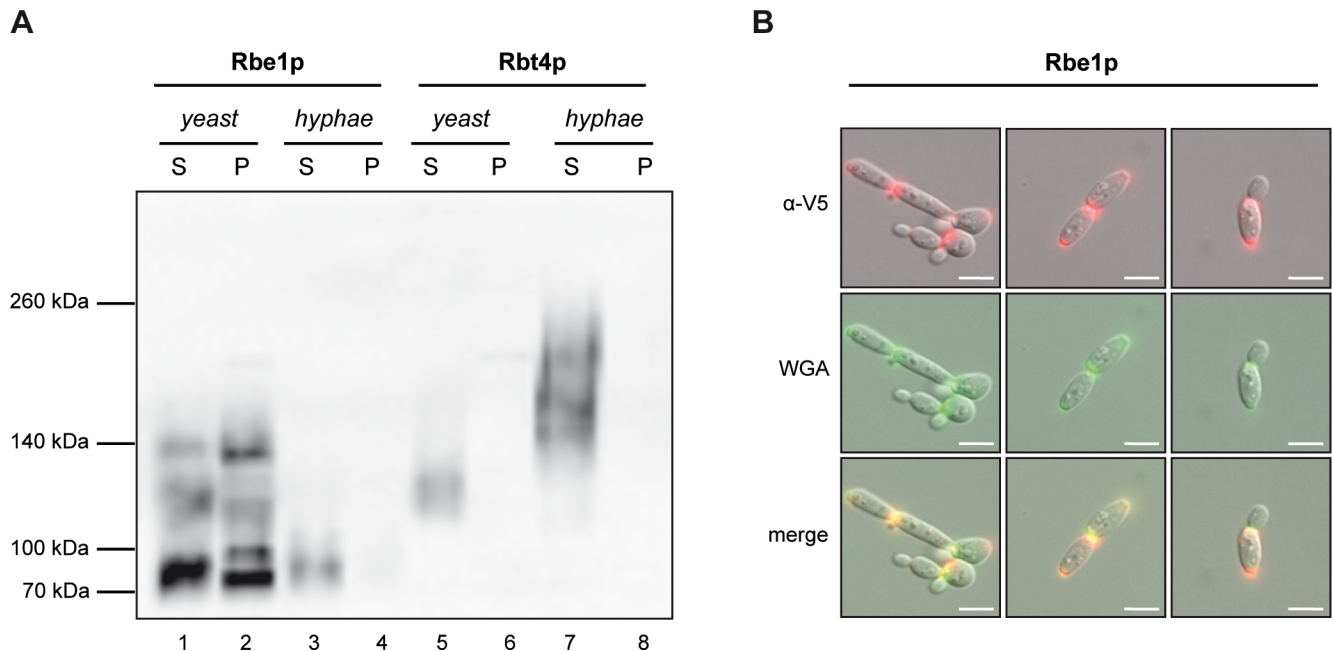 A
Rbe1p Rbt4p
yeast hyphae yeast hyphae
S P S P S P S P
260 kDa
140 kDa
100 kDa
70 kDa
1 2 3 4 5 6 7 8
B
Rbe1p
α-V5
WGA
merge